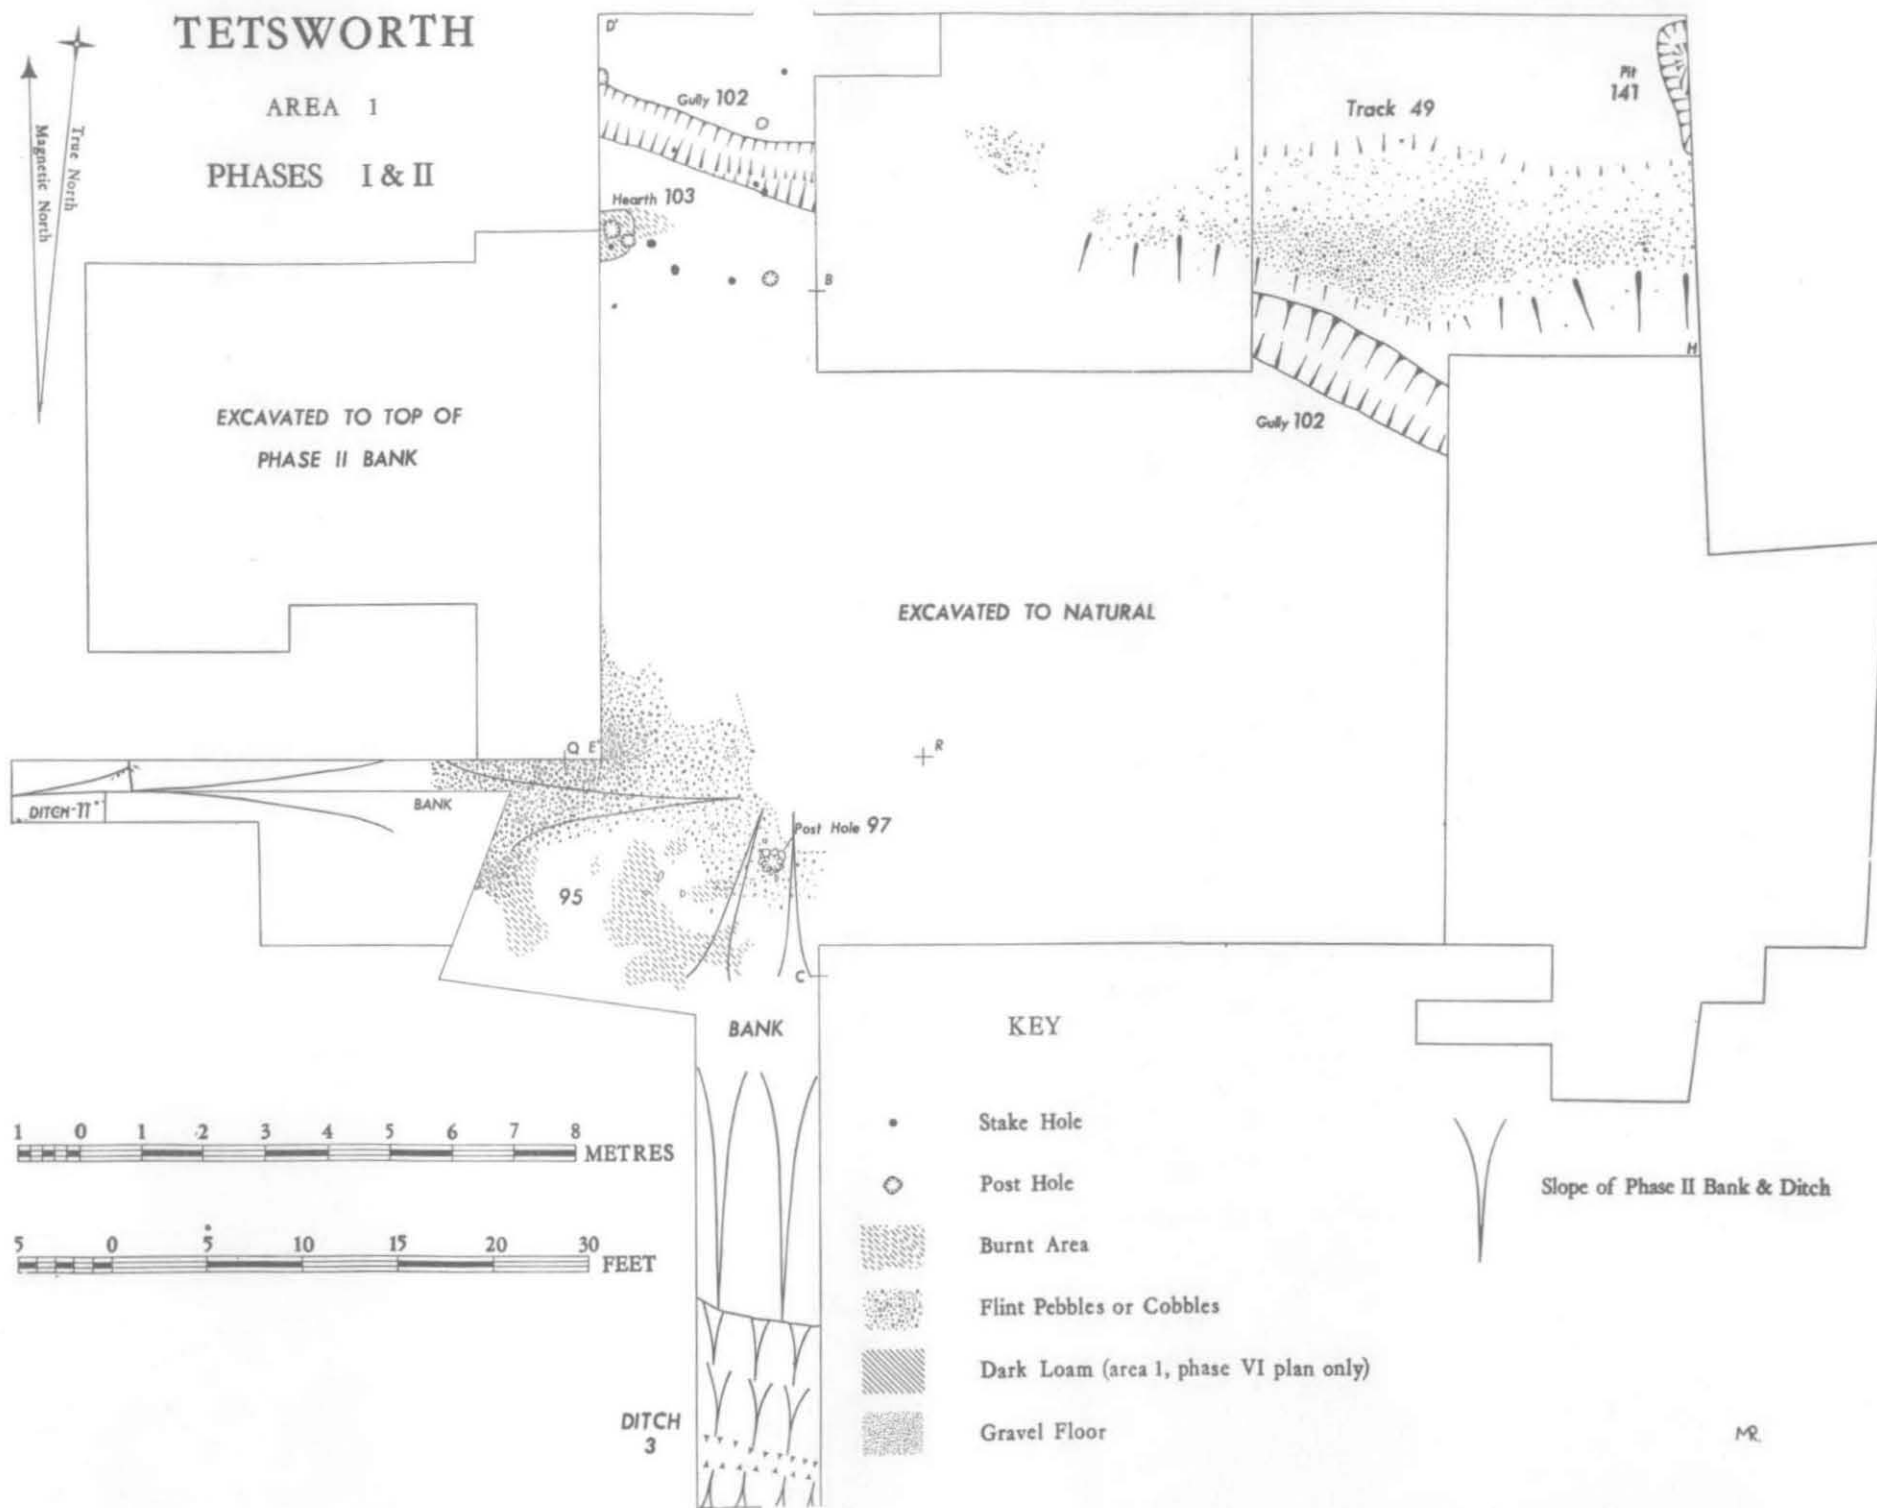 TETSWORTH
AREA 1
PHASES I & II
True North
Magnetic North
D'
Gully 102
Hearth 103
B
Track 49
Pit
141
H
Gully 102
EXCAVATED TO TOP OF
PHASE II BANK
EXCAVATED TO NATURAL
Q E
R
DITCH 11
BANK
Post Hole 97
95
C
BANK
DITCH
3
1 0 1 2 3 4 5 6 7 8
METRES
5 0 5 10 15 20 30
FEET
KEY
Stake Hole
Post Hole
Burnt Area
Flint Pebbles or Cobbles
Dark Loam (area 1, phase VI plan only)
Gravel Floor
Slope of Phase II Bank & Ditch
MR.